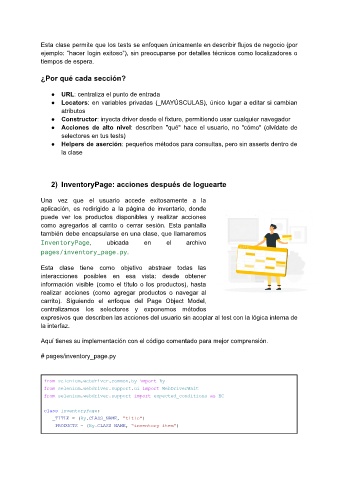 Esta clase permite que los tests se enfoquen únicamente en describir flujos de negocio (por
ejemplo: "hacer login exitoso"), sin preocuparse por detalles técnicos como localizadores o
tiempos de espera.
¿Por qué cada sección?
● URL: centraliza el punto de entrada
● Locators: en variables privadas (_MAYÚSCULAS), único lugar a editar si cambian
atributos
● Constructor: inyecta driver desde el fixture, permitiendo usar cualquier navegador
● Acciones de alto nivel: describen "qué" hace el usuario, no "cómo" (olvídate de
selectores en tus tests)
● Helpers de aserción: pequeños métodos para consultas, pero sin asserts dentro de
la clase
2) InventoryPage: acciones después de loguearte
Una vez que el usuario accede exitosamente a la
aplicación, es redirigido a la página de inventario, donde
puede ver los productos disponibles y realizar acciones
como agregarlos al carrito o cerrar sesión. Esta pantalla
también debe encapsularse en una clase, que llamaremos
InventoryPage, ubicada en el archivo
pages/inventory_page.py.
Esta clase tiene como objetivo abstraer todas las
interacciones posibles en esa vista: desde obtener
información visible (como el título o los productos), hasta
realizar acciones (como agregar productos o navegar al
carrito). Siguiendo el enfoque del Page Object Model,
centralizamos los selectores y exponemos métodos
expresivos que describen las acciones del usuario sin acoplar al test con la lógica interna de
la interfaz.
Aquí tienes su implementación con el código comentado para mejor comprensión.
# pages/inventory_page.py
from selenium.webdriver.common.by import By
from selenium.webdriver.support.ui import WebDriverWait
from selenium.webdriver.support import expected_conditions as EC
class InventoryPage:
_TITLE = (By.CLASS_NAME, "title")
_PRODUCTS = (By.CLASS_NAME, "inventory_item")